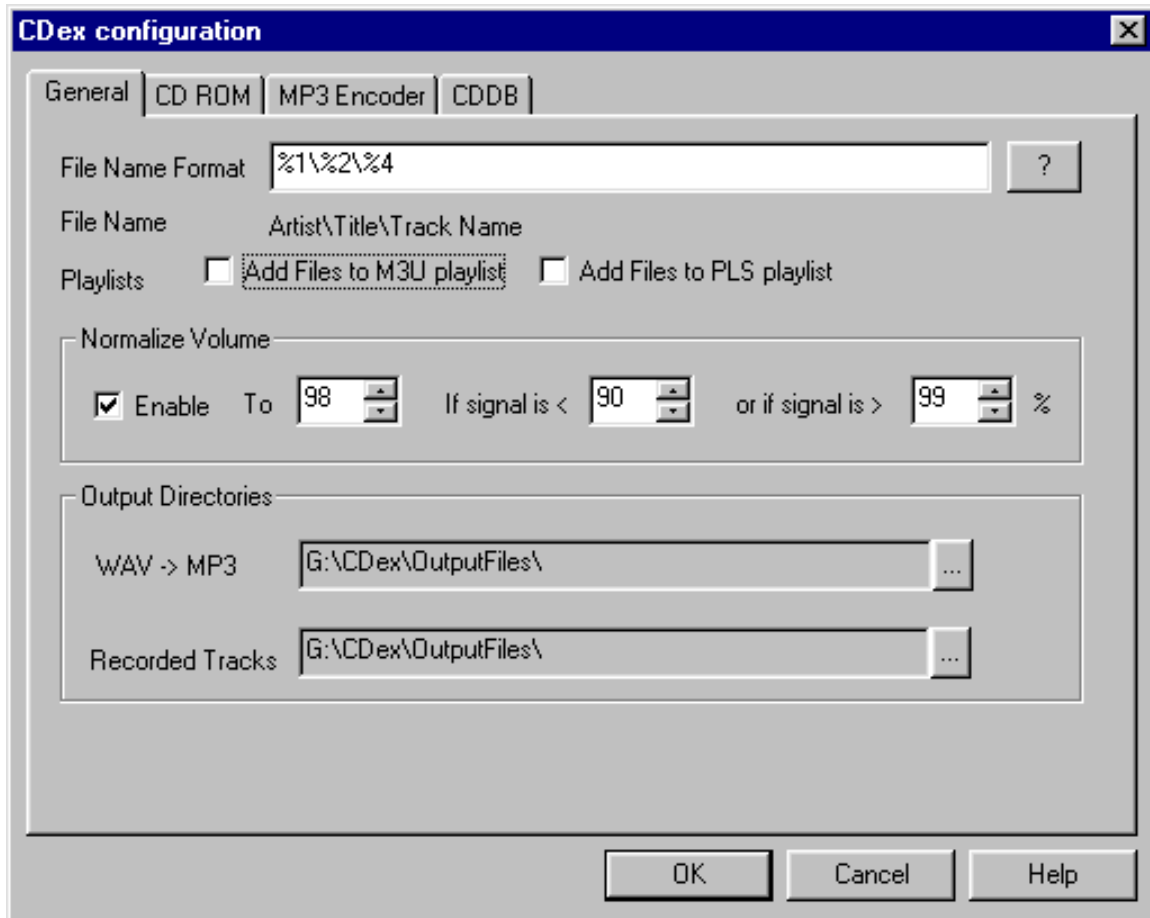 CDex configuration
General CD ROM MP3 Encoder CDDB
File Name Format %1\%2\%4 ?
File Name Artist\Title\Track Name
Playlists Add Files to M3U playlist Add Files to PLS playlist
Normalize Volume
Enable To 98 If signal is < 90 or if signal is > 99 %
Output Directories
WAV -> MP3 G:\CDex\OutputFiles\ ...
Recorded Tracks G:\CDex\OutputFiles\ ...
OK Cancel Help